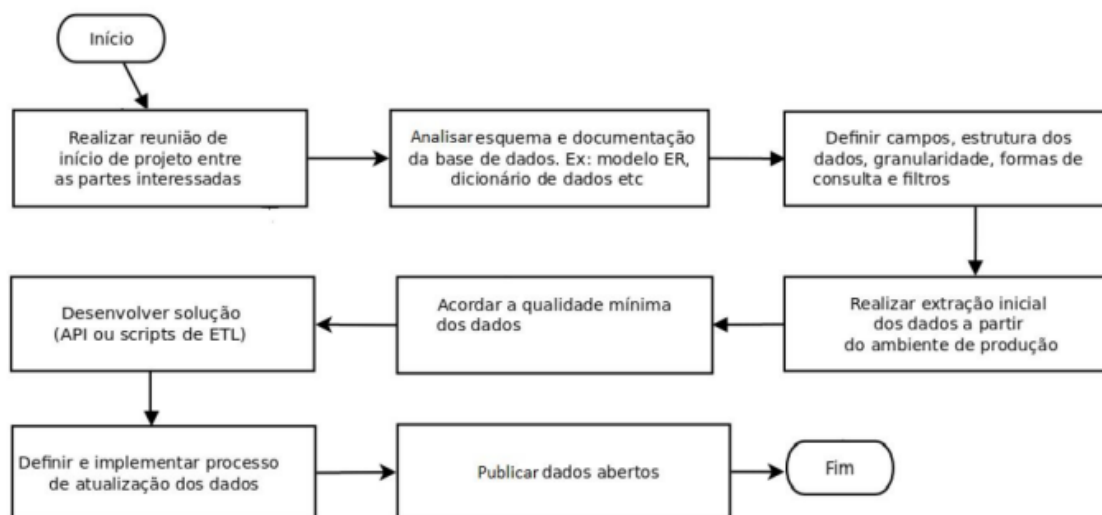 Início
Realizar reunião de
início de projeto entre
as partes interessadas
Analisar esquema e documentação
da base de dados. Ex: modelo ER,
dicionário de dados etc
Definir campos, estrutura dos
dados, granularidade, formas de
consulta e filtros
Realizar extração inicial
dos dados a partir
do ambiente de produção
Acordar a qualidade mínima
dos dados
Desenvolver solução
(API ou scripts de ETL)
Definir e implementar processo
de atualização dos dados
Publicar dados abertos
Fim